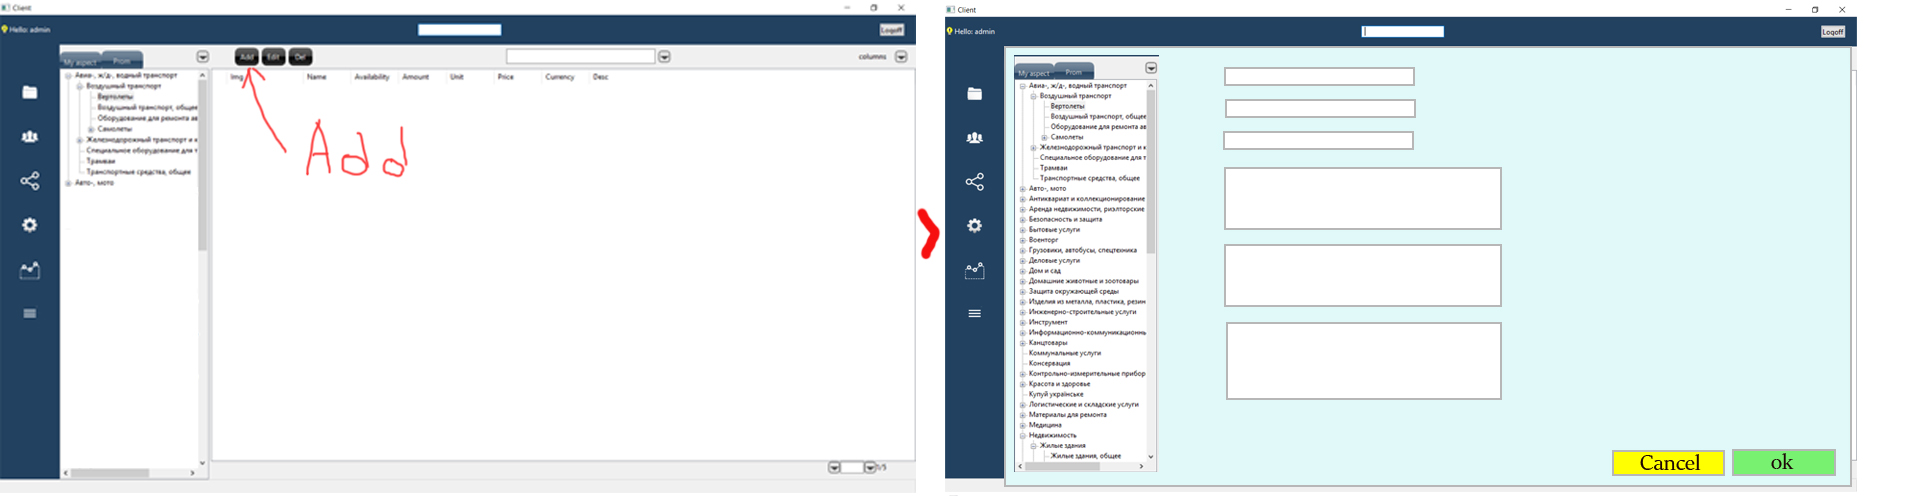 Client
Hello: admin
Logoff
My aspect
Prom
Add
Edit
Del
columns
Img
Name
Availability
Amount
Unit
Price
Currency
Desc
Авиа-, ж/д-, водный транспорт
Воздушный транспорт
Вертолеты
Воздушный транспорт, общее
Оборудование для ремонта ав
Самолеты
Железнодорожный транспорт и к
Специальное оборудование для т
Трамваи
Транспортные средства, общее
Авто-, мото
Add
/5
Client
Hello: admin
Logoff
My aspect
Prom
Авиа-, ж/д-, водный транспорт
Воздушный транспорт
Вертолеты
Воздушный транспорт, общее
Оборудование для ремонта ав
Самолеты
Железнодорожный транспорт и к
Специальное оборудование для т
Трамваи
Транспортные средства, общее
Авто-, мото
Антиквариат и коллекционирование
Аренда недвижимости, риэлторские
Безопасность и защита
Бытовые услуги
Военторг
Грузовики, автобусы, спецтехника
Деловые услуги
Дом и сад
Домашние животные и зоотовары
Защита окружающей среды
Изделия из металла, пластика, резин
Инженерно-строительные услуги
Инструмент
Информационно-коммуникационнь
Канцтовары
Коммунальные услуги
Консервация
Контрольно-измерительные прибор
Красота и здоровье
Купуй українське
Логистические и складские услуги
Материалы для ремонта
Медицина
Недвижимость
Жилые здания
Жилые здания, общее
Cancel
ok